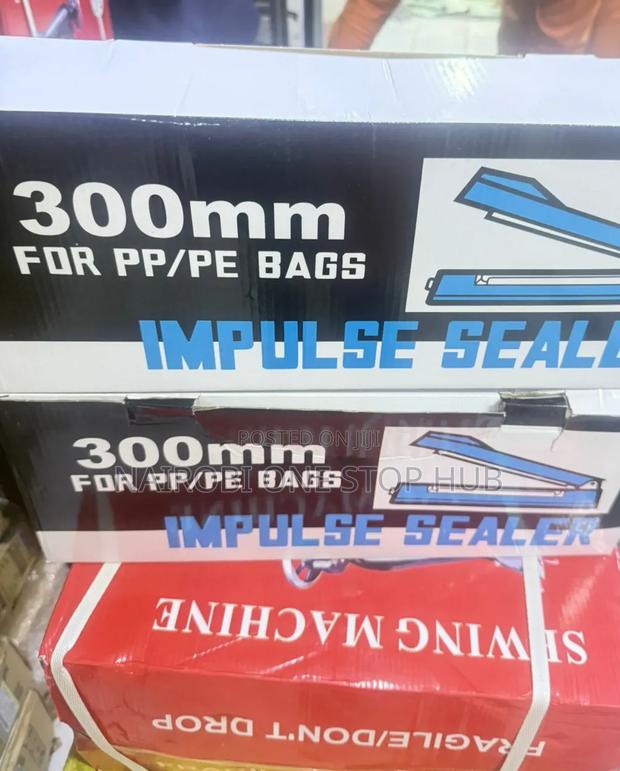 300mm
FOR PP/PE BAGS
IMPULSE SEALE
300mm
POSTED ON JIJI
NAIROBI ONE STOP HUB
FOR PP/PE BAGS
IMPULSE SEALER
SEWING MACHINE
FRAGILE/DON'T DROP